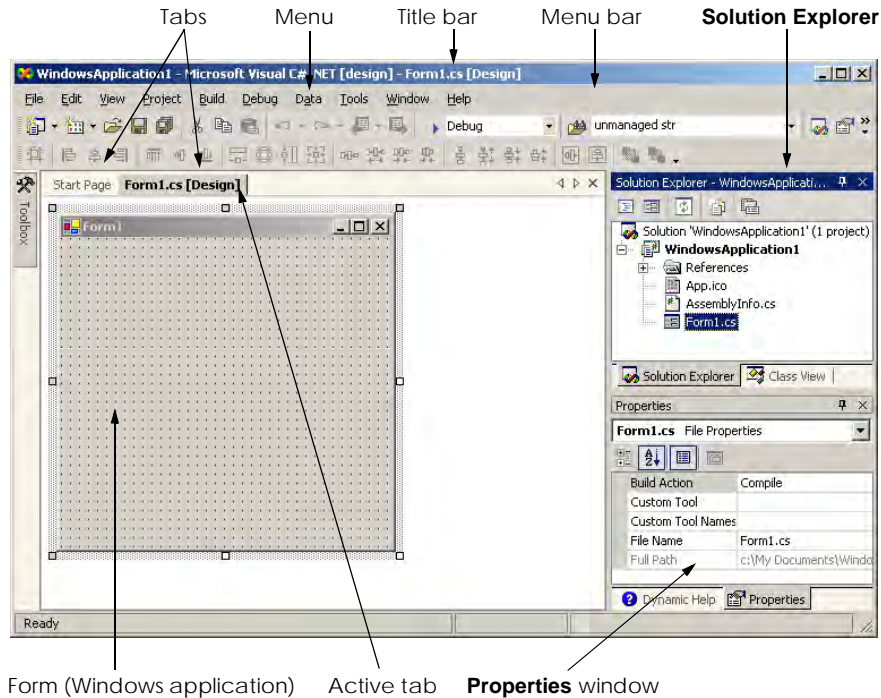 Tabs Menu Title bar Menu bar Solution Explorer
WindowsApplication1 - Microsoft Visual C# .NET [design] - Form1.cs [Design]
File Edit View Project Build Debug Data Tools Window Help
Debug unmanaged str
Start Page Form1.cs [Design]
Toolbox
Form1
Solution Explorer - WindowsApplicati...
Solution 'WindowsApplication1' (1 project)
WindowsApplication1
References
App.ico
AssemblyInfo.cs
Form1.cs
Solution Explorer Class View
Properties
Form1.cs File Properties
Build Action Compile
Custom Tool
Custom Tool Names
File Name Form1.cs
Full Path c:\My Documents\Windo
Dynamic Help Properties
Ready
Form (Windows application) Active tab Properties window